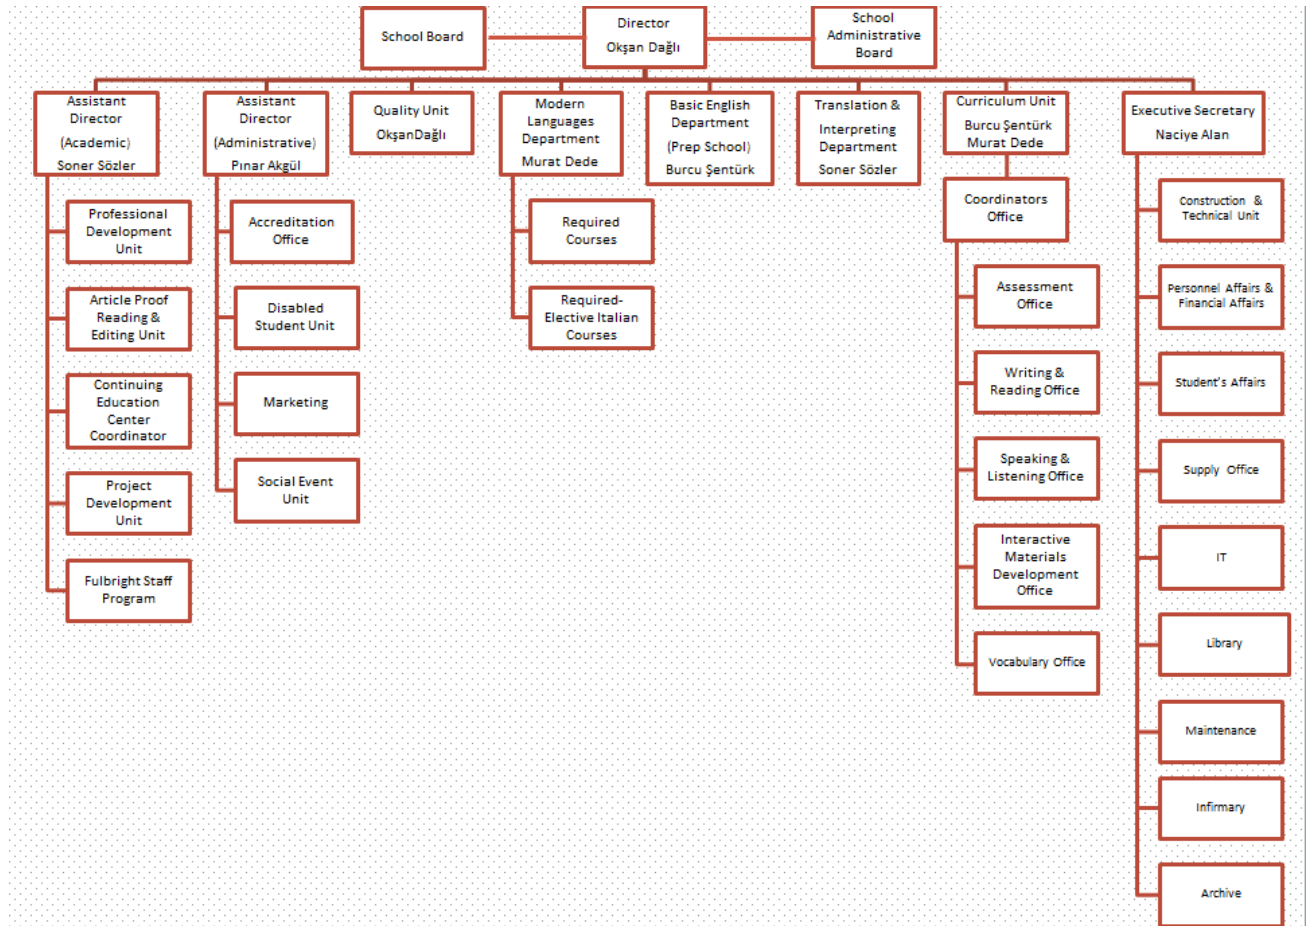 School Board
Director
Okşan Dağlı
School
Administrative
Board
Assistant
Director
(Academic)
Soner Sözler
Assistant
Director
(Administrative)
Pınar Akgül
Quality Unit
OkşanDağlı
Modern
Languages
Department
Murat Dede
Basic English
Department
(Prep School)
Burcu Şentürk
Translation &
Interpreting
Department
Soner Sözler
Curriculum Unit
Burcu Şentürk
Murat Dede
Executive Secretary
Naciye Alan
Professional
Development
Unit
Article Proof
Reading &
Editing Unit
Continuing
Education
Center
Coordinator
Project
Development
Unit
Fulbright Staff
Program
Accreditation
Office
Disabled
Student Unit
Marketing
Social Event
Unit
Required
Courses
Required-
Elective Italian
Courses
Coordinators
Office
Assessment
Office
Writing &
Reading Office
Speaking &
Listening Office
Interactive
Materials
Development
Office
Vocabulary Office
Construction &
Technical Unit
Personnel Affairs &
Financial Affairs
Student's Affairs
Supply Office
IT
Library
Maintenance
Infirmary
Archive